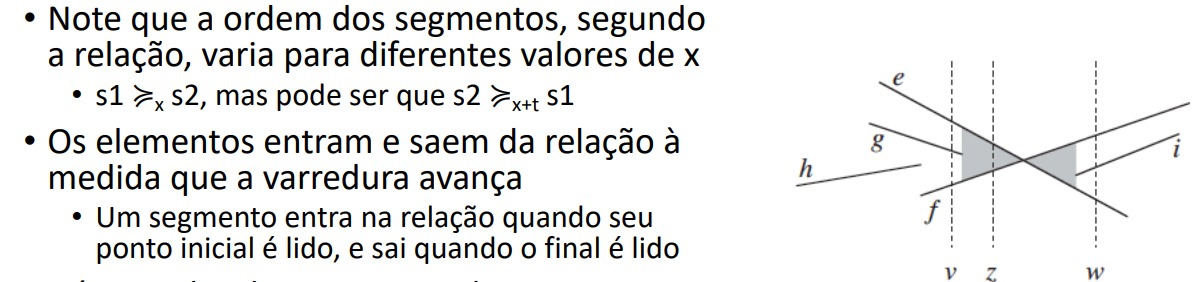 • Note que a ordem dos segmentos, segundo
a relação, varia para diferentes valores de x
• s1 ≽x s2, mas pode ser que s2 ≽x+t s1
• Os elementos entram e saem da relação à
medida que a varredura avança
• Um segmento entra na relação quando seu
ponto inicial é lido, e sai quando o final é lido
e
g
h
i
f
v z w